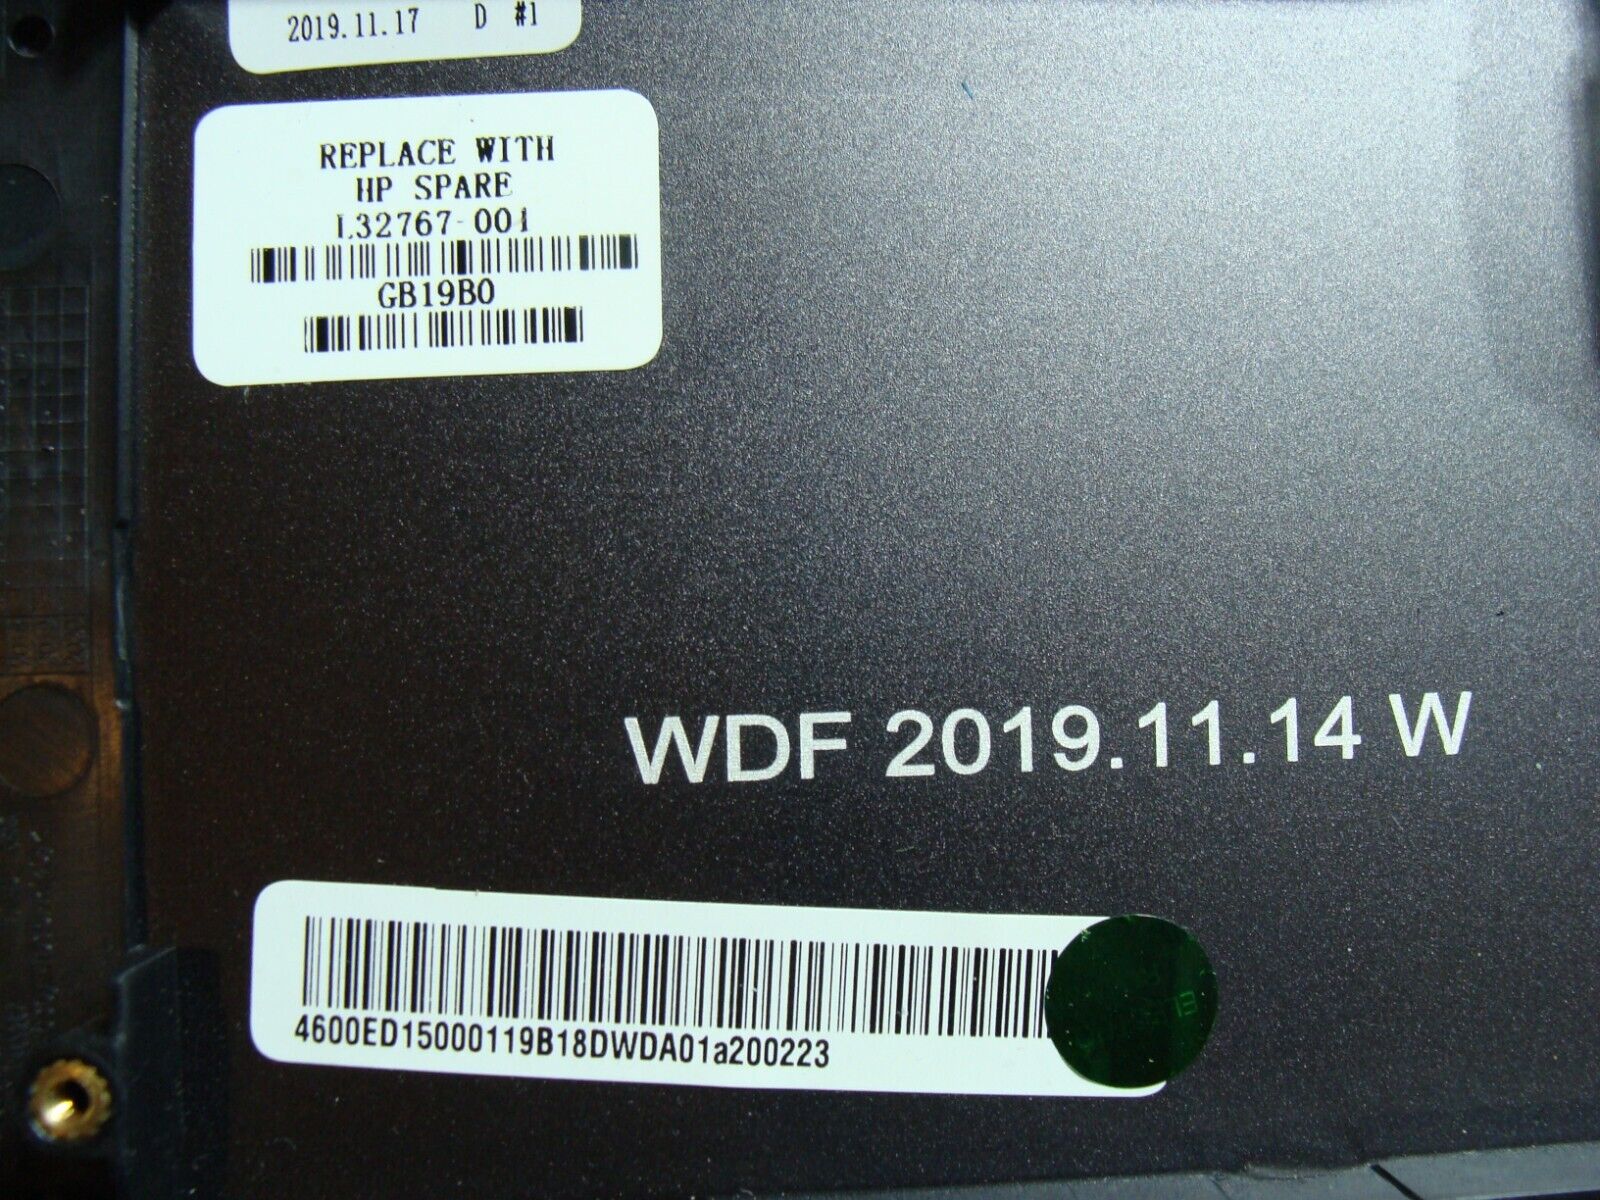 2019.11.17 D #1
REPLACE WITH
HP SPARE
L32767-001
GB19B0
WDF 2019.11.14 W
4600ED15000119B18DWDA01a200223